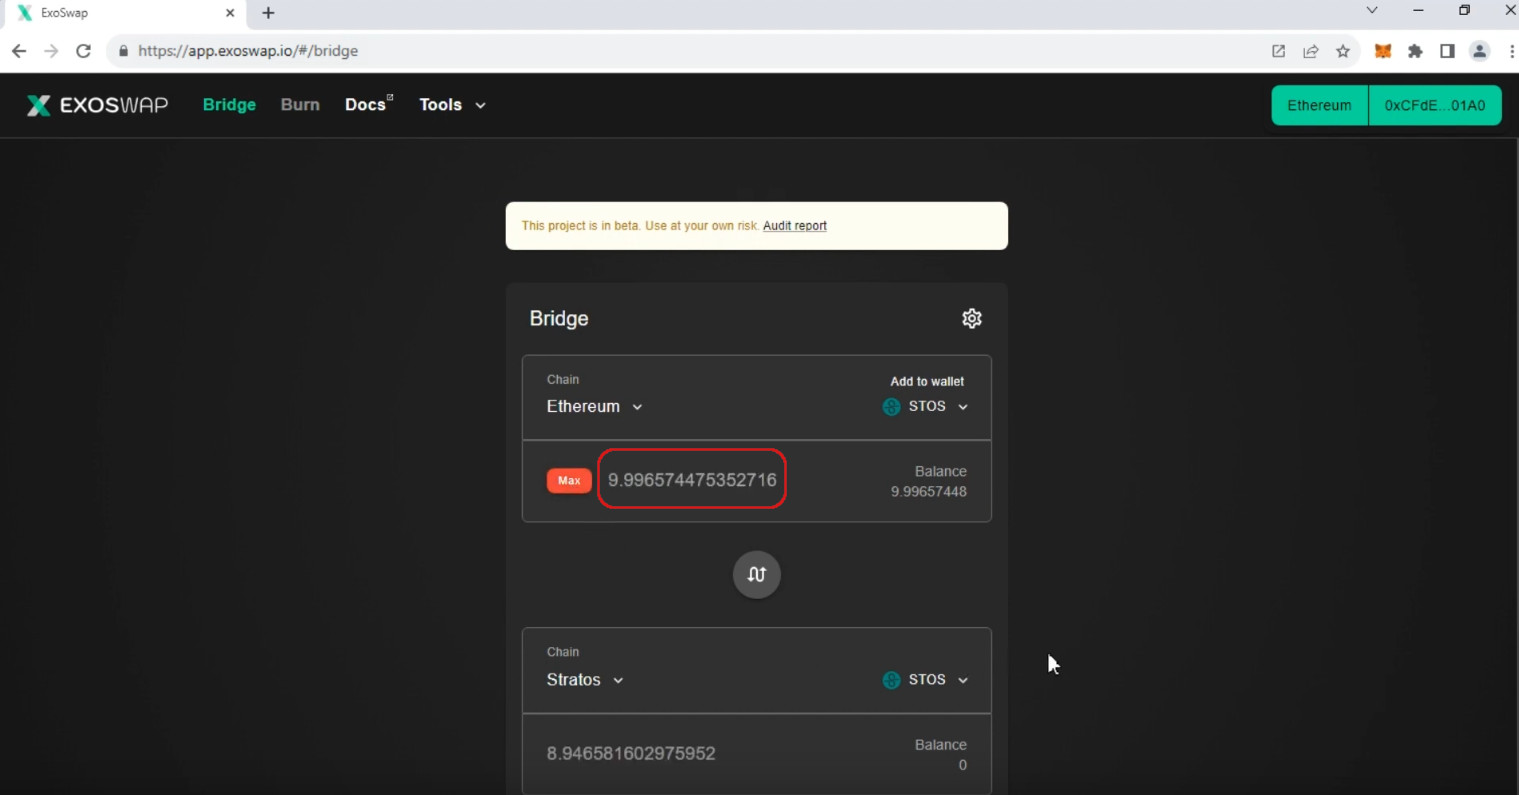 ExoSwap
https://app.exoswap.io/#/bridge
EXOSWAP Bridge Burn Docs Tools Ethereum 0xCFdE...01A0
This project is in beta. Use at your own risk. Audit report
Bridge
Chain Add to wallet
Ethereum STOS
Max 9.996574475352716 Balance
9.99657448
Chain
Stratos STOS
8.946581602975952 Balance
0